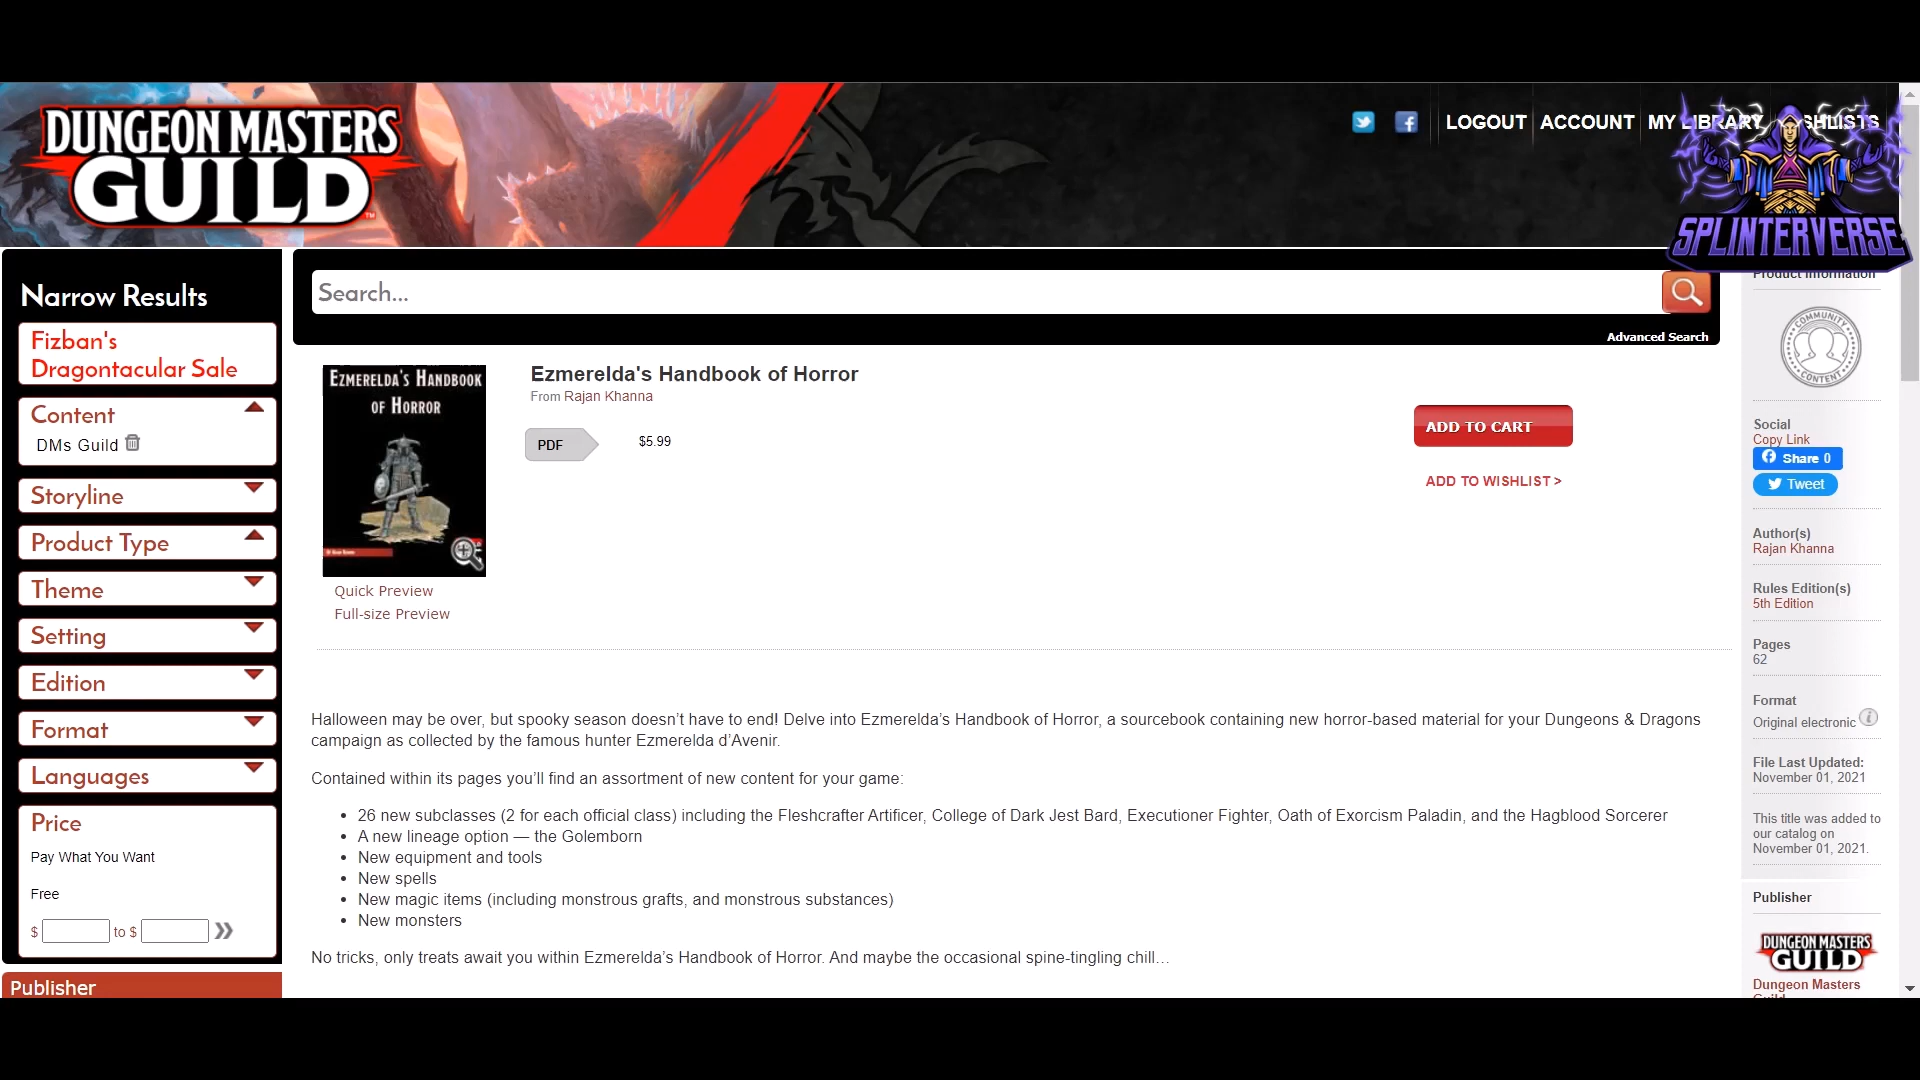 DUNGEON MASTERS
GUILD
LOGOUT ACCOUNT MY LIBRARY
SPLINTERVERSE
Narrow Results
Fizban's
Dragontacular Sale
Content
DMs Guild
Storyline
Product Type
Theme
Setting
Edition
Format
Languages
Price
Pay What You Want
Free
$ to $
Publisher
Search...
Advanced Search
EZMERELDA'S HANDBOOK
OF HORROR
Quick Preview
Full-size Preview
Ezmerelda's Handbook of Horror
From Rajan Khanna
PDF $5.99
ADD TO CART
ADD TO WISHLIST >
Halloween may be over, but spooky season doesn’t have to end! Delve into Ezmerelda’s Handbook of Horror, a sourcebook containing new horror-based material for your Dungeons & Dragons
campaign as collected by the famous hunter Ezmerelda d’Avenir.
Contained within its pages you’ll find an assortment of new content for your game:
• 26 new subclasses (2 for each official class) including the Fleshcrafter Artificer, College of Dark Jest Bard, Executioner Fighter, Oath of Exorcism Paladin, and the Hagblood Sorcerer
• A new lineage option — the Golemborn
• New equipment and tools
• New spells
• New magic items (including monstrous grafts, and monstrous substances)
• New monsters
No tricks, only treats await you within Ezmerelda’s Handbook of Horror. And maybe the occasional spine-tingling chill…
Product Information
COMMUNITY
CONTENT
Social
Copy Link
Share 0
Tweet
Author(s)
Rajan Khanna
Rules Edition(s)
5th Edition
Pages
62
Format
Original electronic
File Last Updated:
November 01, 2021
This title was added to
our catalog on
November 01, 2021.
Publisher
DUNGEON MASTERS
GUILD
Dungeon Masters
Guild